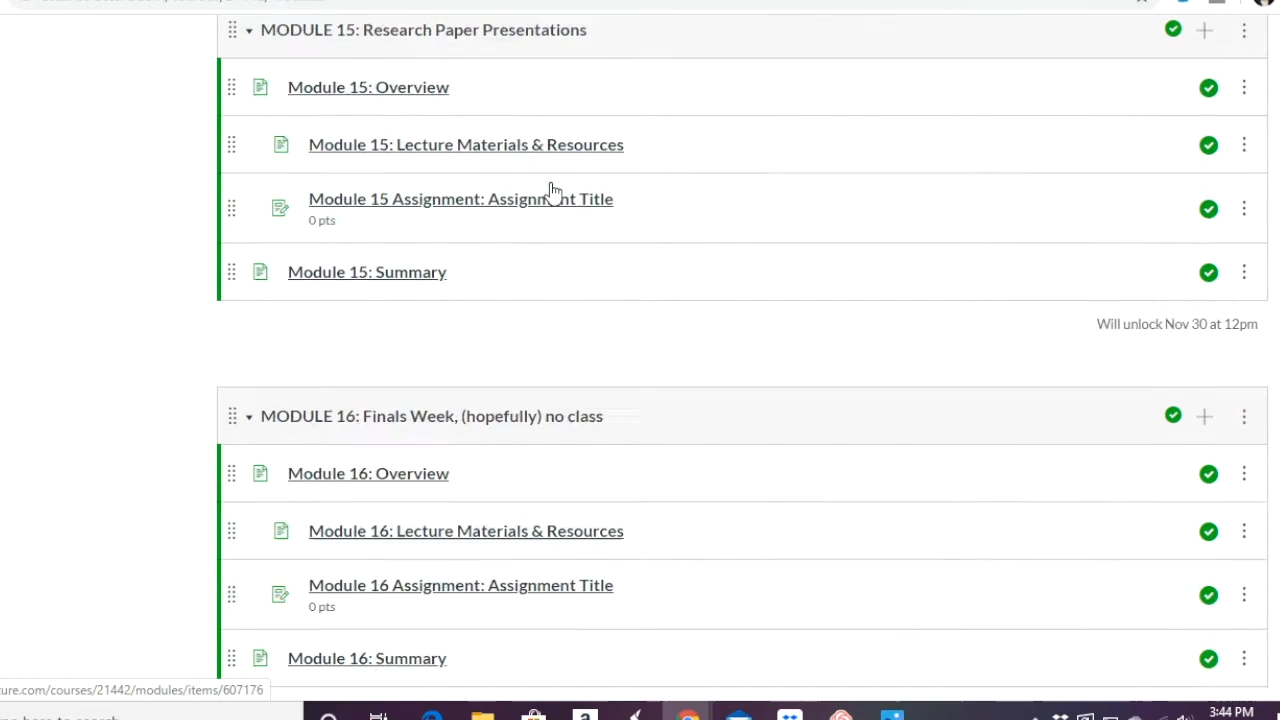 MODULE 15: Research Paper Presentations
Module 15: Overview
Module 15: Lecture Materials & Resources
Module 15 Assignment: Assignment Title
0 pts
Module 15: Summary
Will unlock Nov 30 at 12pm
MODULE 16: Finals Week, (hopefully) no class
Module 16: Overview
Module 16: Lecture Materials & Resources
Module 16 Assignment: Assignment Title
0 pts
Module 16: Summary
ture.com/courses/21442/modules/items/607176
3:44 PM